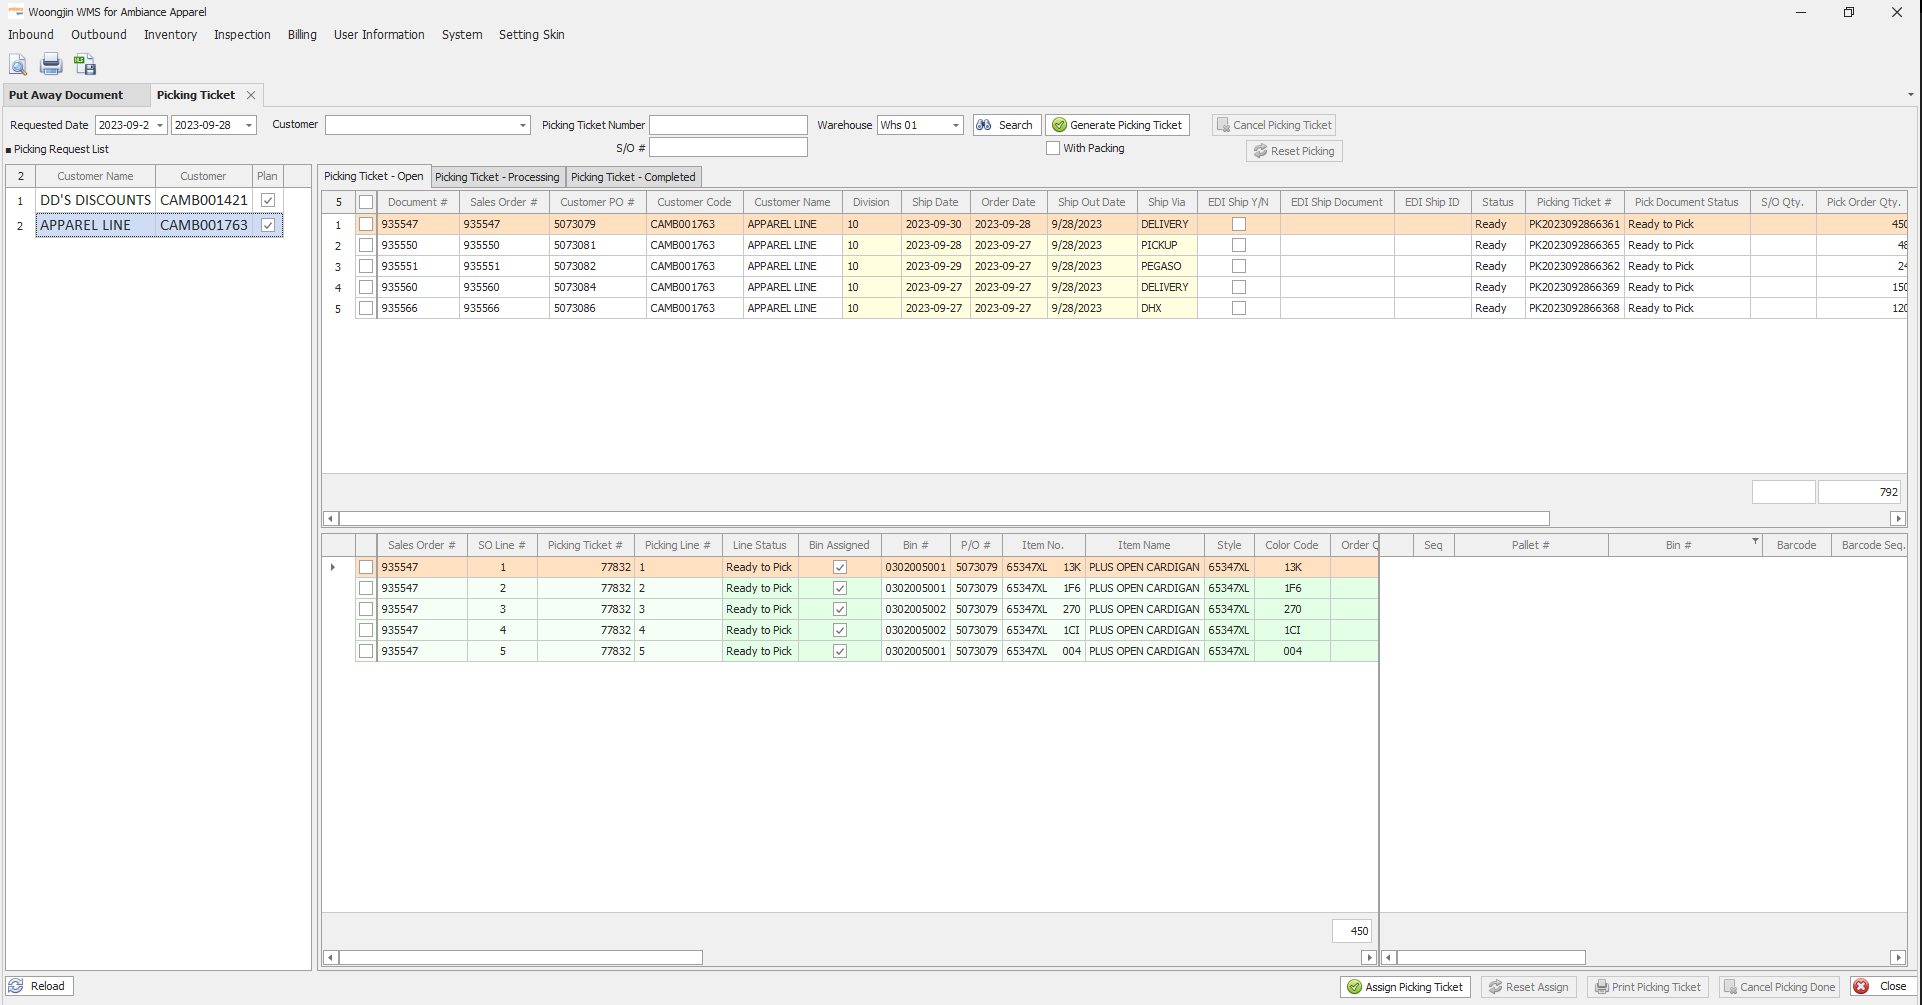 Woongjin WMS for Ambiance Apparel
Inbound Outbound Inventory Inspection Billing User Information System Setting Skin
Put Away Document Picking Ticket
Requested Date 2023-09-2 2023-09-28 Customer Picking Ticket Number Warehouse Whs 01 Search Generate Picking Ticket Cancel Picking Ticket
Picking Request List S/O # With Packing Reset Picking
2 Customer Name Customer Plan
1 DD'S DISCOUNTS CAMB001421
2 APPAREL LINE CAMB001763
Picking Ticket - Open Picking Ticket - Processing Picking Ticket - Completed
5 Document # Sales Order # Customer PO # Customer Code Customer Name Division Ship Date Order Date Ship Out Date Ship Via EDI Ship Y/N EDI Ship Document EDI Ship ID Status Picking Ticket # Pick Document Status S/O Qty. Pick Order Qty.
1 935547 935547 5073079 CAMB001763 APPAREL LINE 10 2023-09-30 2023-09-28 9/28/2023 DELIVERY Ready PK2023092866361 Ready to Pick 450
2 935550 935550 5073081 CAMB001763 APPAREL LINE 10 2023-09-28 2023-09-27 9/28/2023 PICKUP Ready PK2023092866365 Ready to Pick 48
3 935551 935551 5073082 CAMB001763 APPAREL LINE 10 2023-09-29 2023-09-27 9/28/2023 PEGASO Ready PK2023092866362 Ready to Pick 24
4 935560 935560 5073084 CAMB001763 APPAREL LINE 10 2023-09-27 2023-09-27 9/28/2023 DELIVERY Ready PK2023092866369 Ready to Pick 150
5 935566 935566 5073086 CAMB001763 APPAREL LINE 10 2023-09-27 2023-09-27 9/28/2023 DHX Ready PK2023092866368 Ready to Pick 120
792
Sales Order # SO Line # Picking Ticket # Picking Line # Line Status Bin Assigned Bin # P/O # Item No. Item Name Style Color Code Order Q
935547 1 77832 1 Ready to Pick 0302005001 5073079 65347XL 13K PLUS OPEN CARDIGAN 65347XL 13K
935547 2 77832 2 Ready to Pick 0302005001 5073079 65347XL 1F6 PLUS OPEN CARDIGAN 65347XL 1F6
935547 3 77832 3 Ready to Pick 0302005002 5073079 65347XL 270 PLUS OPEN CARDIGAN 65347XL 270
935547 4 77832 4 Ready to Pick 0302005002 5073079 65347XL 1CI PLUS OPEN CARDIGAN 65347XL 1CI
935547 5 77832 5 Ready to Pick 0302005001 5073079 65347XL 004 PLUS OPEN CARDIGAN 65347XL 004
450
Seq Pallet # Bin # Barcode Barcode Seq.
Reload Assign Picking Ticket Reset Assign Print Picking Ticket Cancel Picking Done Close